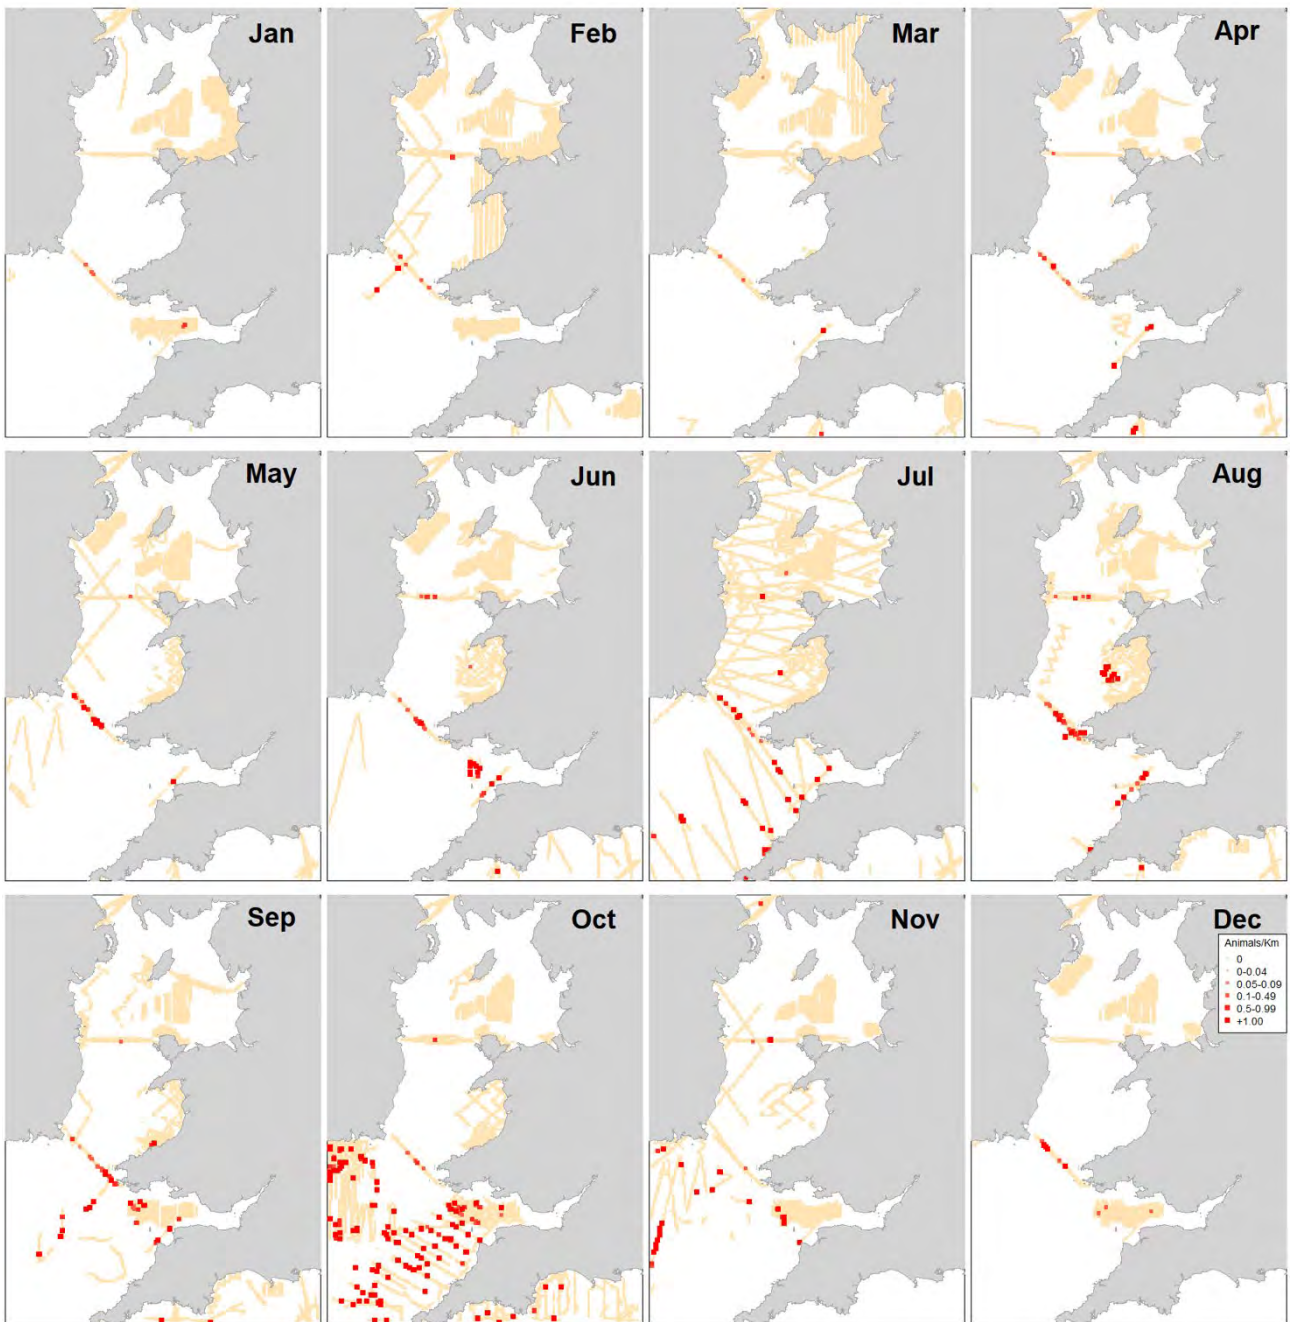 Jan
Feb
Mar
Apr
May
Jun
Jul
Aug
Sep
Oct
Nov
Dec
Animals/Km
0
0-0.04
0.05-0.09
0.1-0.49
0.5-0.99
+1.00